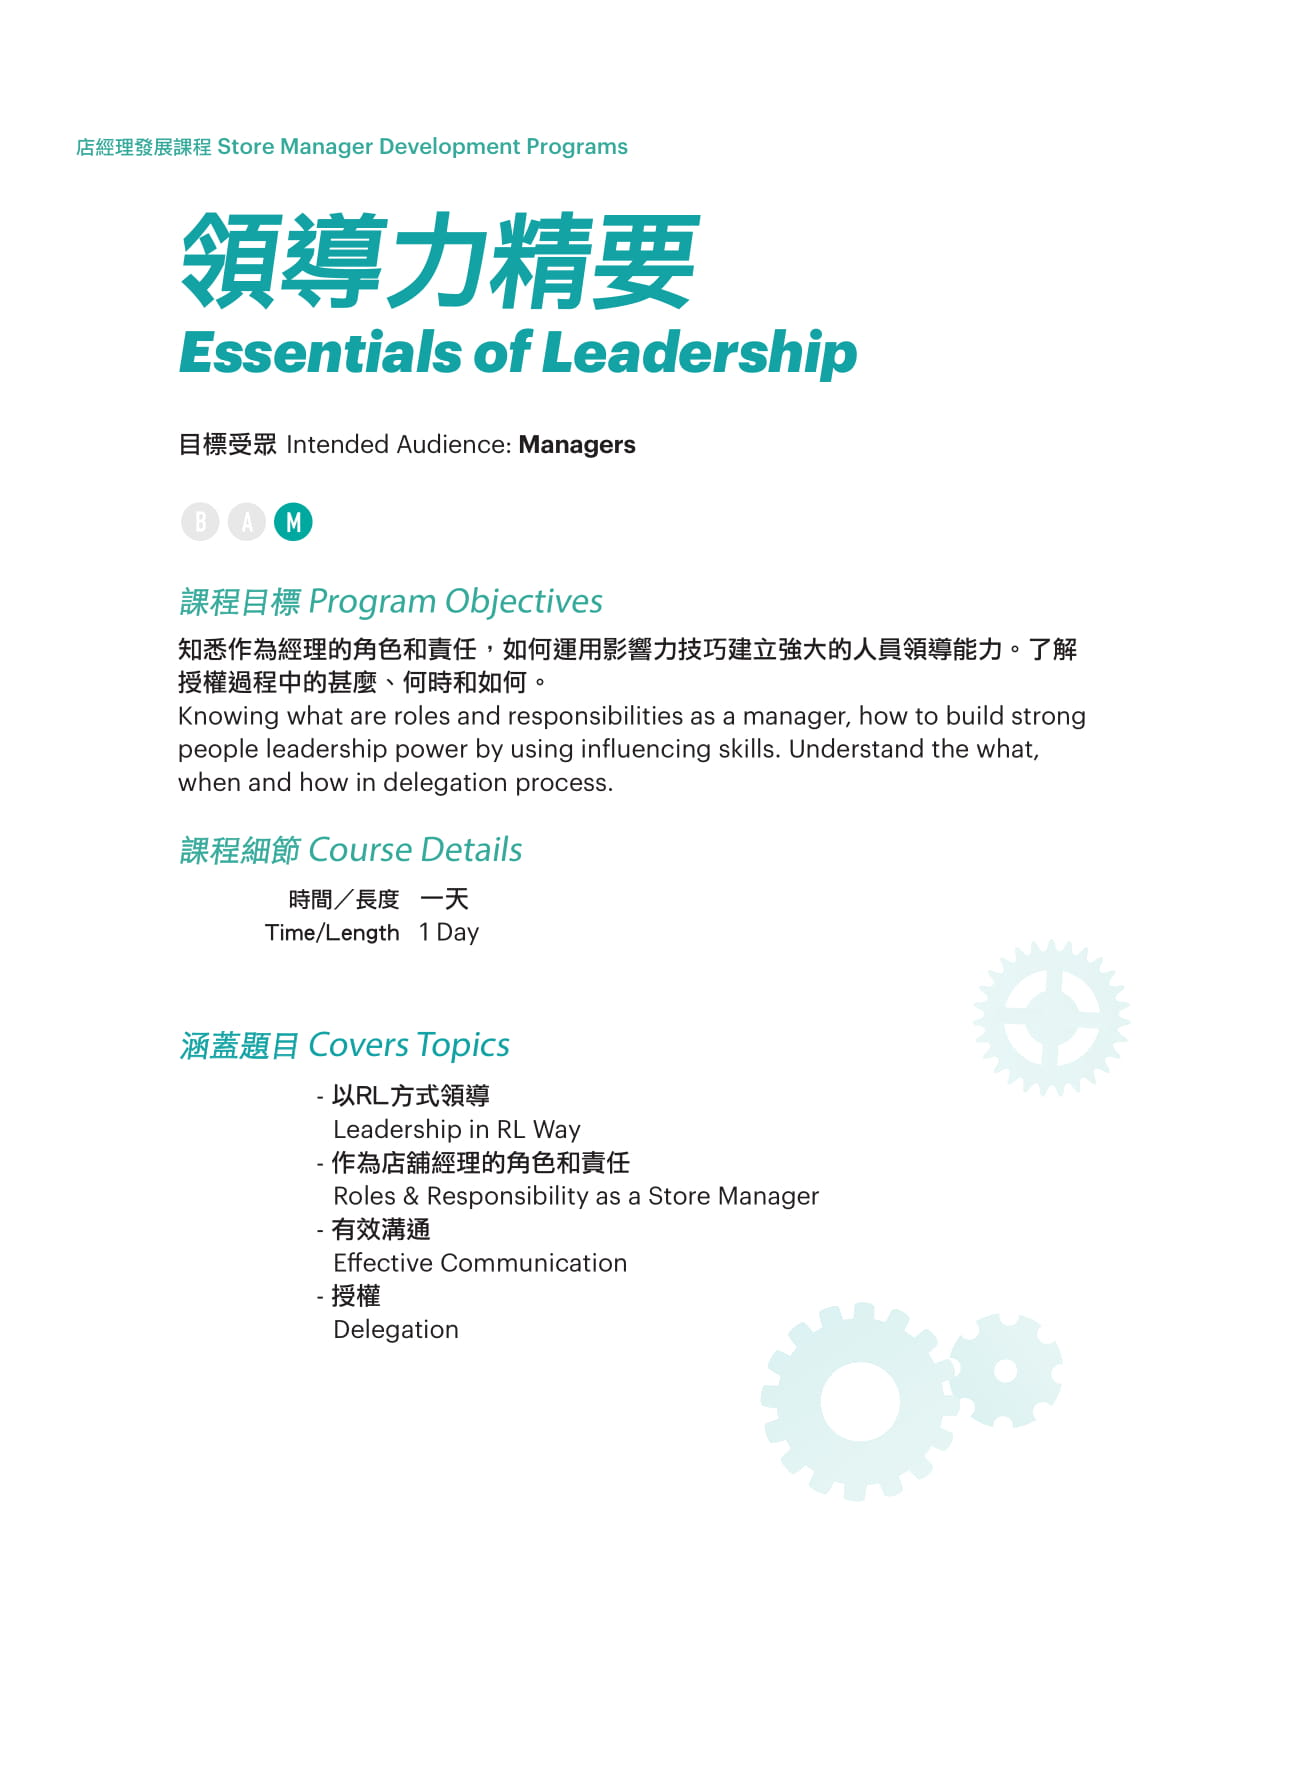 店經理發展課程 Store Manager Development Programs
領導力精要
Essentials of Leadership
目標受眾 Intended Audience: Managers
B A M
課程目標 Program Objectives
知悉作為經理的角色和責任，如何運用影響力技巧建立強大的人員領導能力。了解
授權過程中的甚麼、何時和如何。
Knowing what are roles and responsibilities as a manager, how to build strong
people leadership power by using influencing skills. Understand the what,
when and how in delegation process.
課程細節 Course Details
時間／長度 一天
Time/Length 1 Day
涵蓋題目 Covers Topics
- 以RL方式領導
Leadership in RL Way
- 作為店舖經理的角色和責任
Roles & Responsibility as a Store Manager
- 有效溝通
Effective Communication
- 授權
Delegation